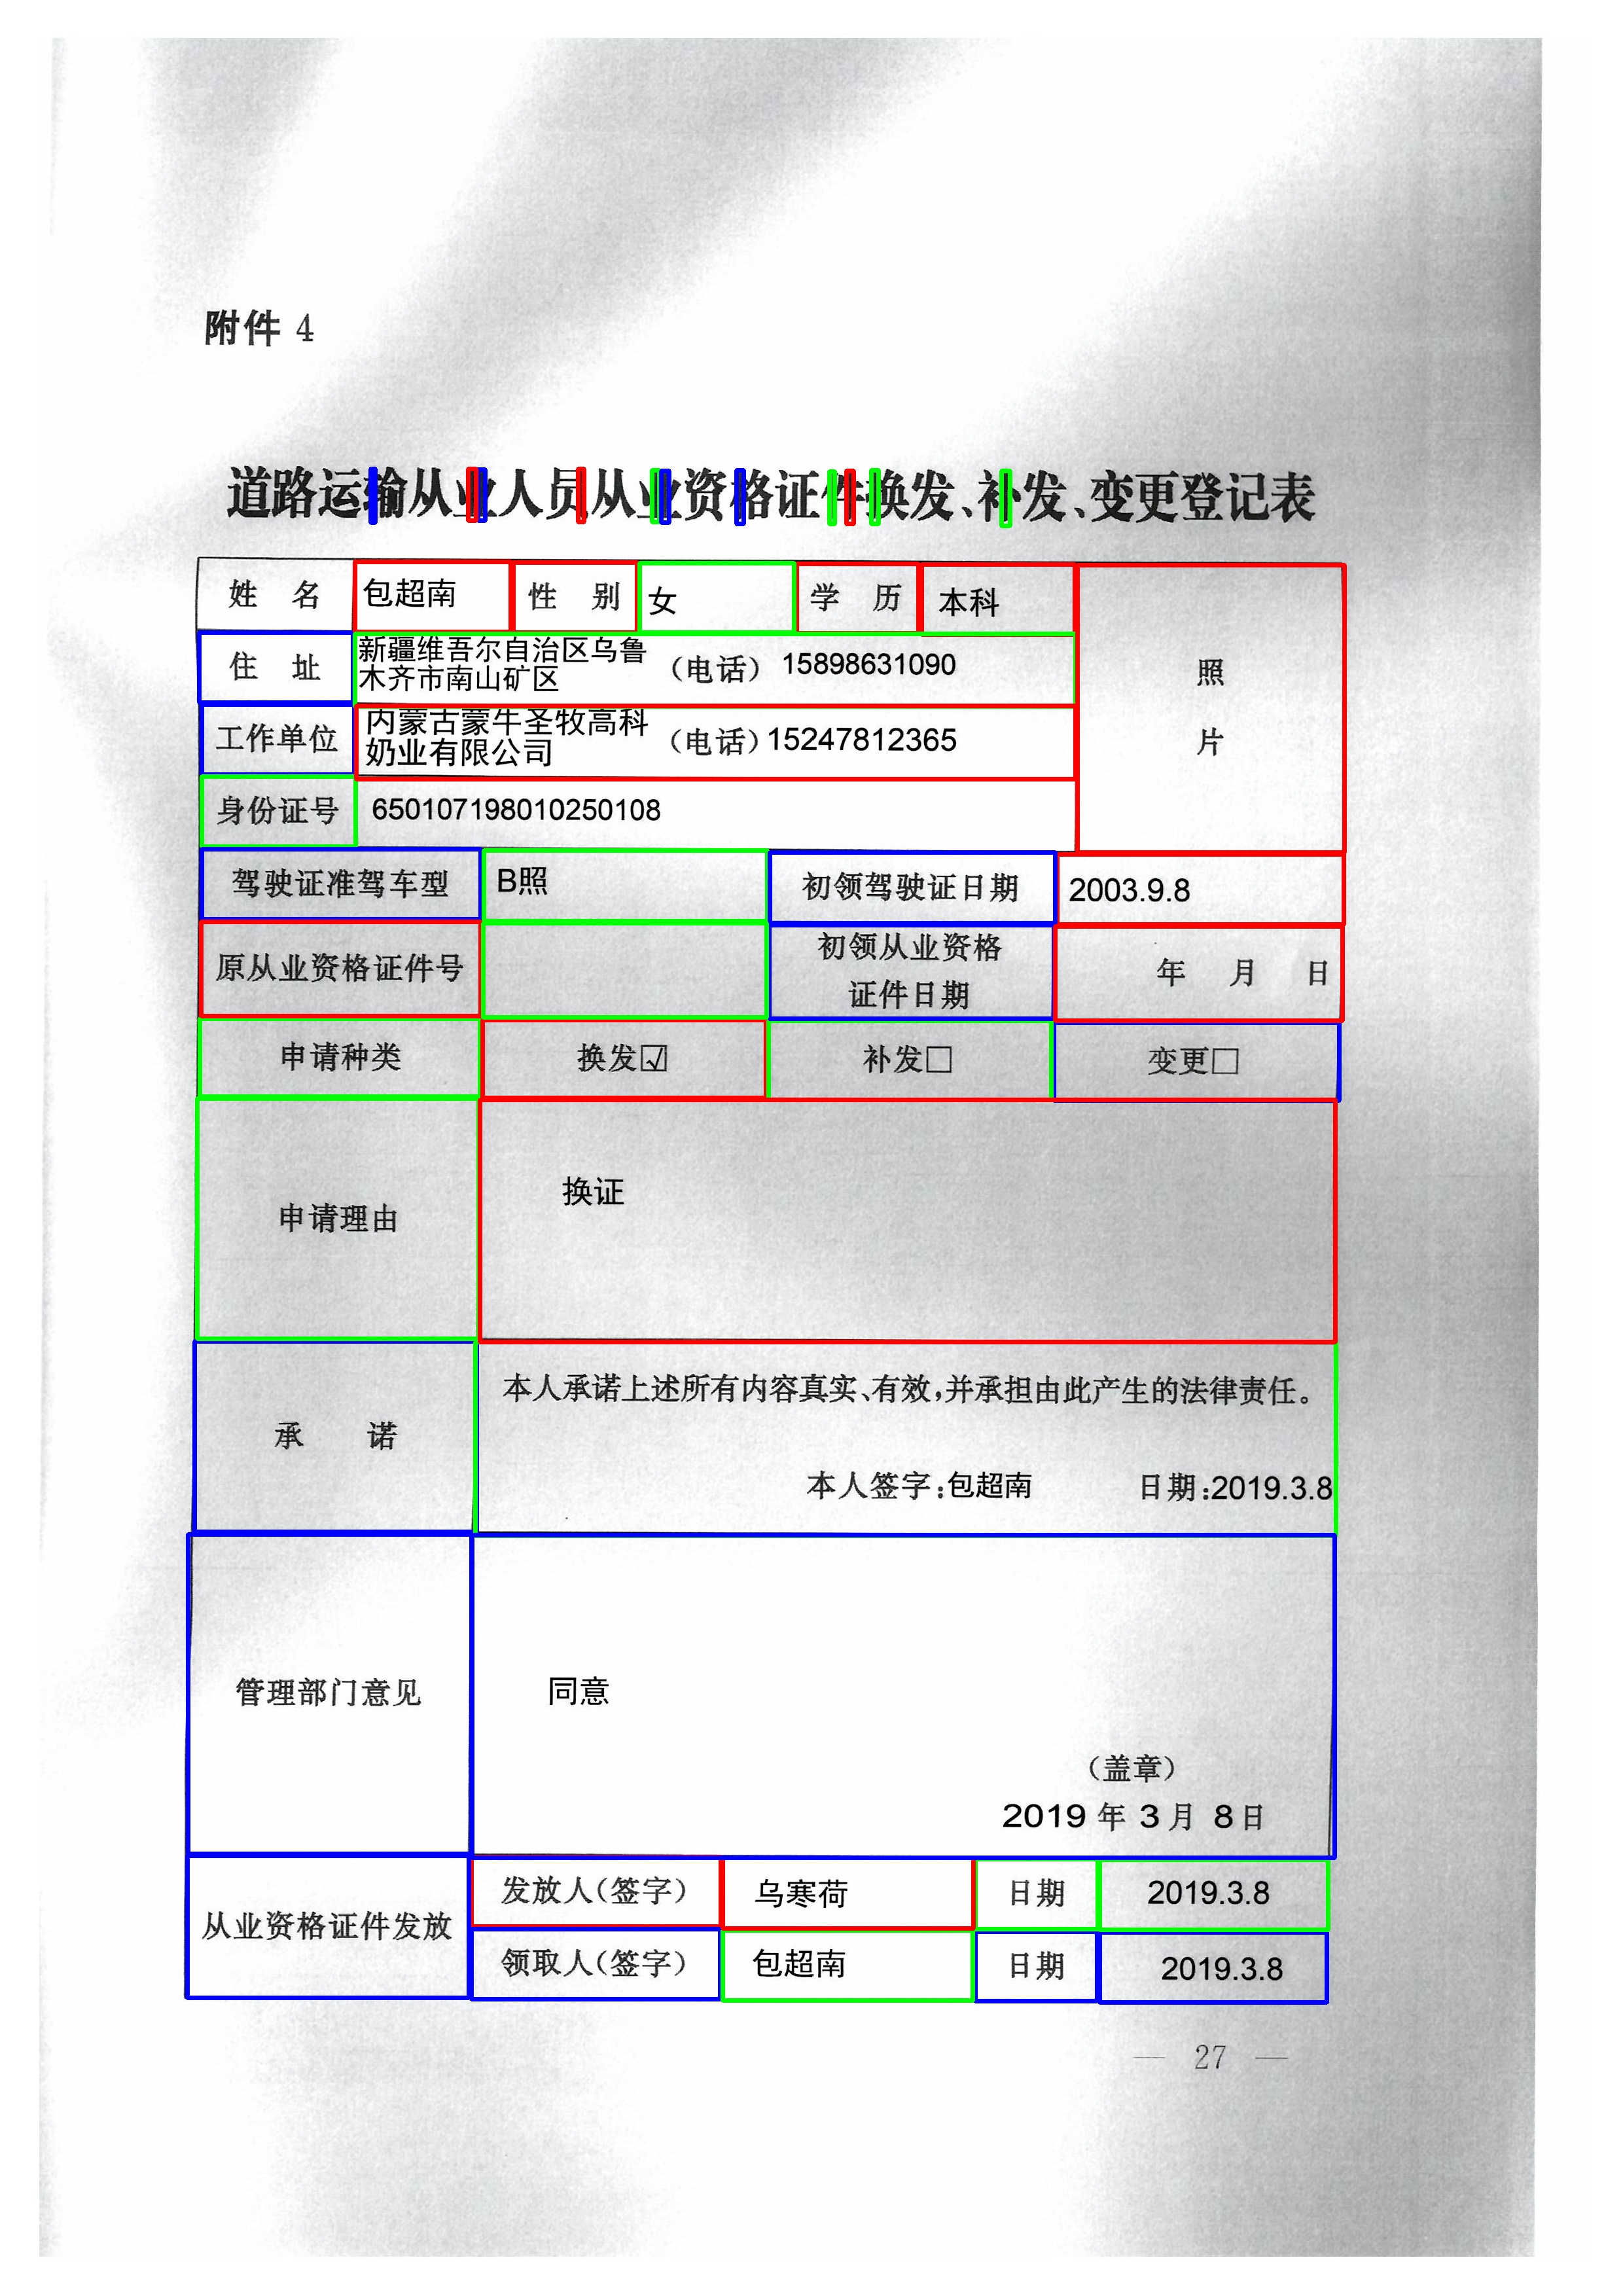 附件 4
道路运输从业人员从业资格证件换发、补发、变更登记表
姓 名 包超南 性 别 女 学 历 本科
照
片
住 址 新疆维吾尔自治区乌鲁
木齐市南山矿区 (电话) 15898631090
工作单位 内蒙古蒙牛圣牧高科
奶业有限公司 (电话) 15247812365
身份证号 650107198010250108
驾驶证准驾车型 B照 初领驾驶证日期 2003.9.8
原从业资格证件号 初领从业资格
证件日期 年 月 日
申请种类 换发☑ 补发□ 变更□
申请理由 换证
承 诺 本人承诺上述所有内容真实、有效,并承担由此产生的法律责任。
本人签字:包超南 日期:2019.3.8
管理部门意见 同意
(盖章)
2019 年 3 月 8 日
从业资格证件发放
发放人(签字) 乌寒荷 日期 2019.3.8
领取人(签字) 包超南 日期 2019.3.8
— 27 —